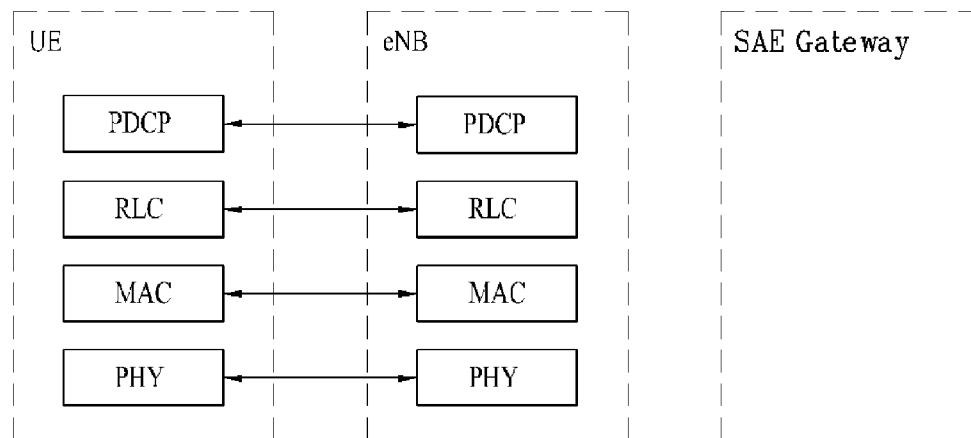 UE eNB SAE Gateway
PDCP PDCP
RLC RLC
MAC MAC
PHY PHY